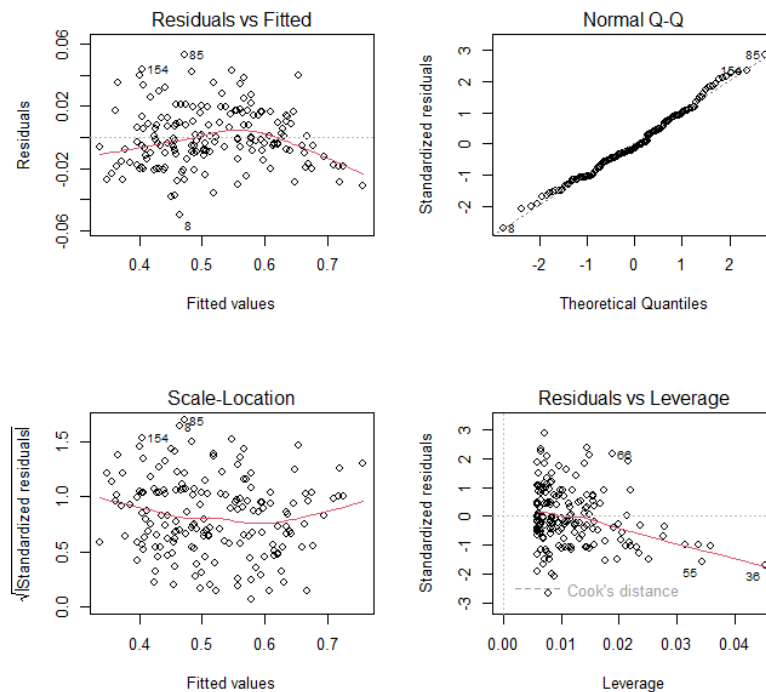 Residuals vs Fitted
Residuals
-0.06
-0.02
0.02
0.06
154
85
8
0.4 0.5 0.6 0.7
Fitted values
Normal Q-Q
Standardized residuals
-2
-1
0
1
2
3
85
154
8
-2 -1 0 1 2
Theoretical Quantiles
Scale-Location
√|Standardized residuals|
0.0
0.5
1.0
1.5
154
85
8
0.4 0.5 0.6 0.7
Fitted values
Residuals vs Leverage
Standardized residuals
-3
-2
-1
0
1
2
3
68
55
36
Cook's distance
0.00 0.01 0.02 0.03 0.04
Leverage